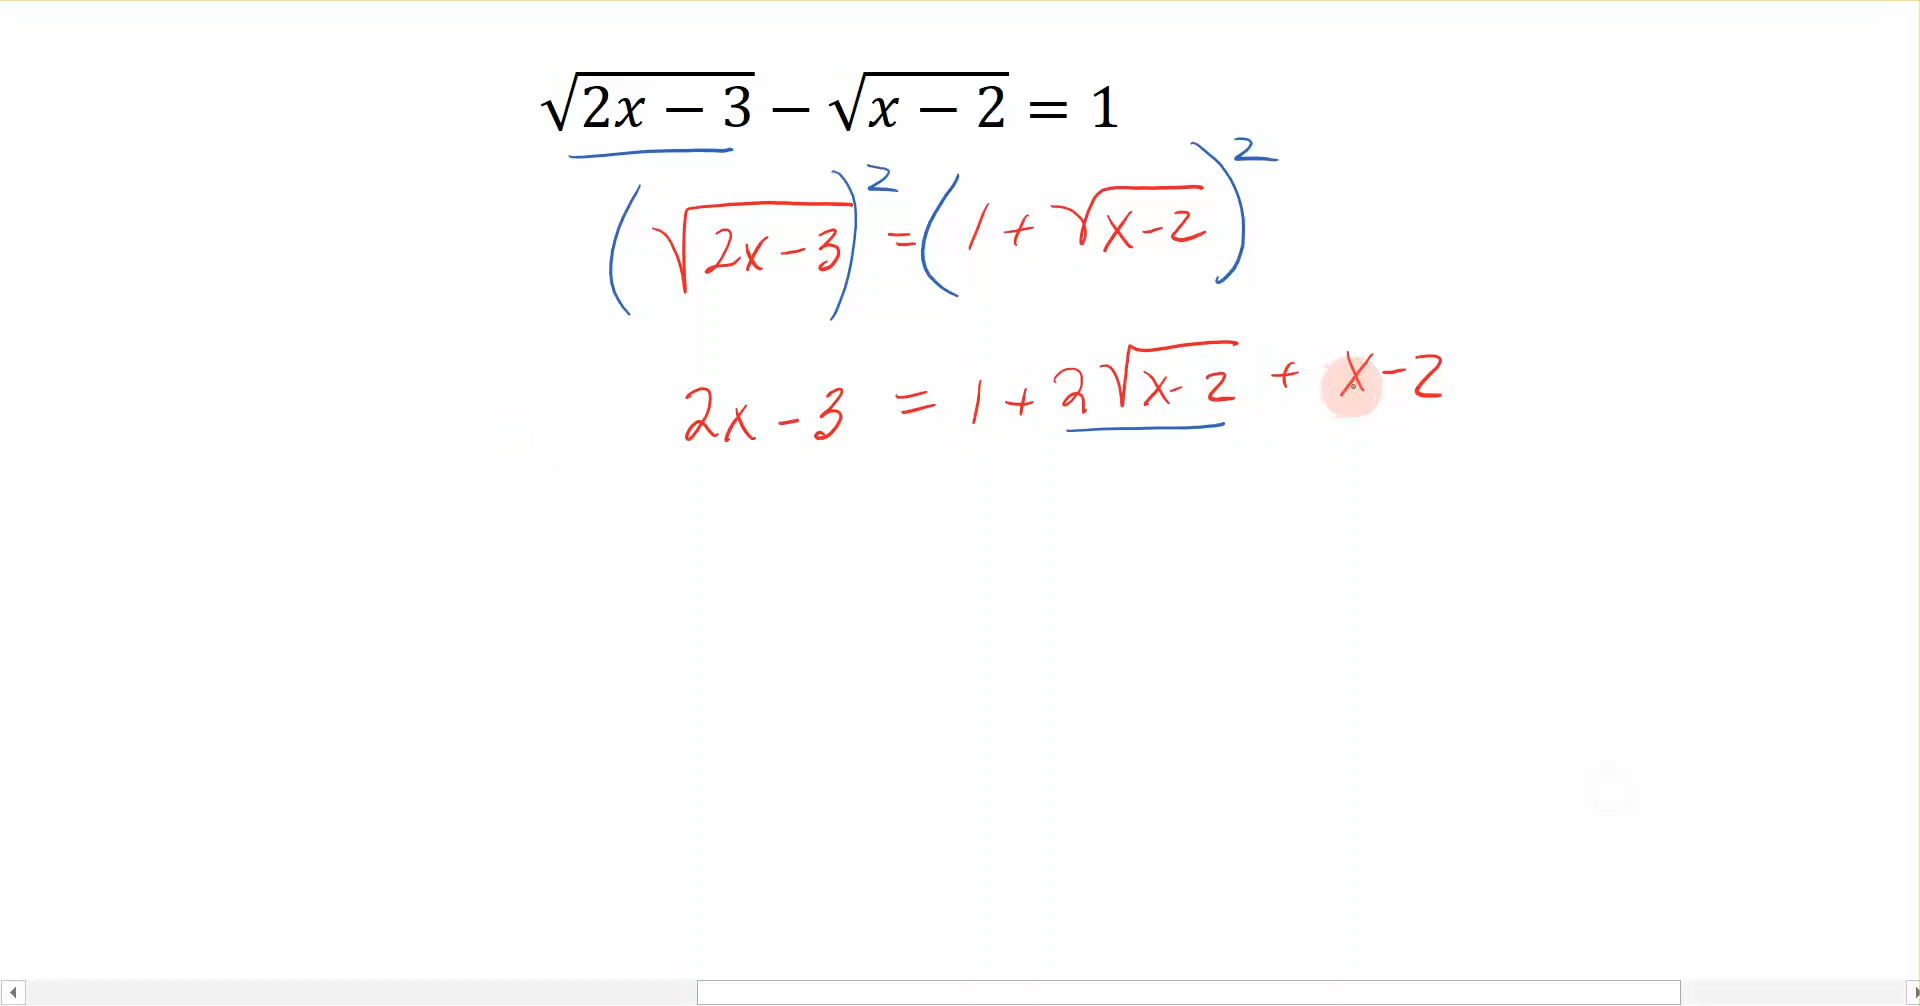 √(2x − 3) − √(x − 2) = 1
(√(2x − 3))² = (1 + √(x − 2))²
2x − 3 = 1 + 2√(x − 2) + x − 2